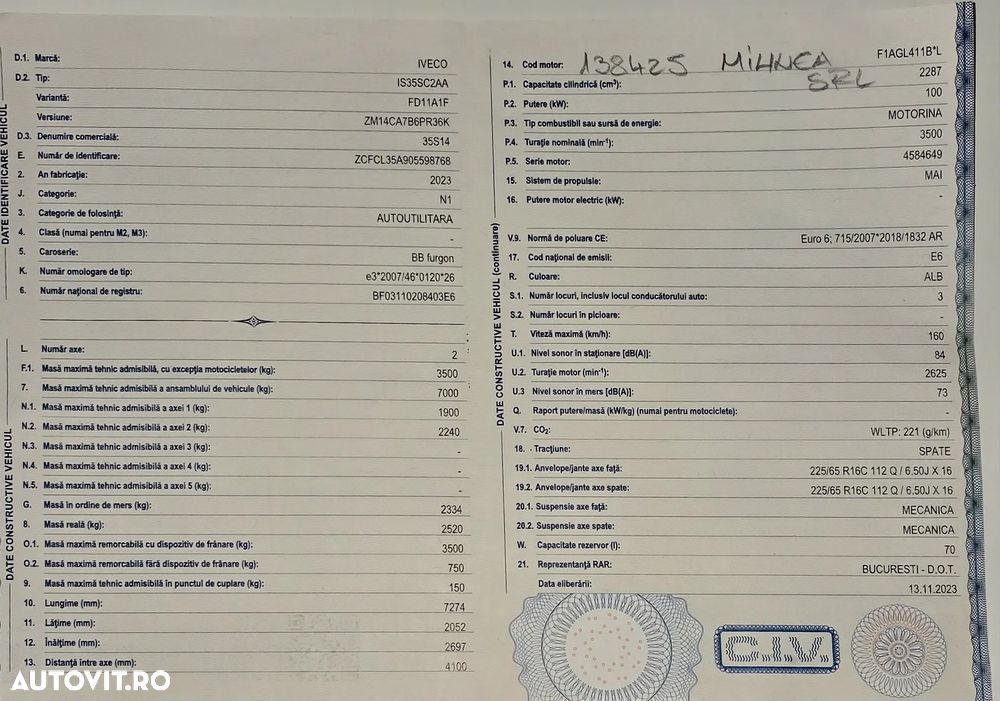 DATE IDENTIFICARE VEHICUL
D.1. Marcă: IVECO
D.2. Tip: IS35SC2AA
Variantă: FD11A1F
Versiune: ZM14CA7B6PR36K
D.3. Denumire comercială: 35S14
E. Număr de identificare: ZCFCL35A905598768
2. An fabricație: 2023
J. Categorie: N1
3. Categorie de folosință: AUTOUTILITARA
4. Clasă (numai pentru M2, M3): -
5. Caroserie: BB furgon
K. Număr omologare de tip: e3*2007/46*0120*26
6. Număr național de registru: BF03110208403E6
DATE CONSTRUCTIVE VEHICUL
L. Număr axe: 2
F.1. Masă maximă tehnic admisibilă, cu excepția motocicletelor (kg): 3500
7. Masă maximă tehnic admisibilă a ansamblului de vehicule (kg): 7000
N.1. Masă maximă tehnic admisibilă a axei 1 (kg): 1900
N.2. Masă maximă tehnic admisibilă a axei 2 (kg): 2240
N.3. Masă maximă tehnic admisibilă a axei 3 (kg): -
N.4. Masă maximă tehnic admisibilă a axei 4 (kg): -
N.5. Masă maximă tehnic admisibilă a axei 5 (kg): -
G. Masă în ordine de mers (kg): 2334
8. Masă reală (kg): 2520
O.1. Masă maximă remorcabilă cu dispozitiv de frânare (kg): 3500
O.2. Masă maximă remorcabilă fără dispozitiv de frânare (kg): 750
9. Masă maximă tehnic admisibilă în punctul de cuplare (kg): 150
10. Lungime (mm): 7274
11. Lățime (mm): 2052
12. Înălțime (mm): 2697
13. Distanță între axe (mm): 4100
AUTOVIT.RO
14. Cod motor: F1AGL411B*L
138425 MIHNEA
SRL
P.1. Capacitate cilindrică (cm³): 2287
P.2. Putere (kW): 100
P.3. Tip combustibil sau sursă de energie: MOTORINA
P.4. Turație nominală (min⁻¹): 3500
P.5. Serie motor: 4584649
15. Sistem de propulsie: MAI
16. Putere motor electric (kW): -
DATE CONSTRUCTIVE VEHICUL (continuare)
V.9. Normă de poluare CE: Euro 6; 715/2007*2018/1832 AR
17. Cod național de emisii: E6
R. Culoare: ALB
S.1. Număr locuri, inclusiv locul conducătorului auto: 3
S.2. Număr locuri în picioare: -
T. Viteză maximă (km/h): 160
U.1. Nivel sonor în staționare [dB(A)]: 84
U.2. Turație motor (min⁻¹): 2625
U.3 Nivel sonor în mers [dB(A)]: 73
Q. Raport putere/masă (kW/kg) (numai pentru motociclete): -
V.7. CO₂: WLTP: 221 (g/km)
18. Tracțiune: SPATE
19.1. Anvelope/jante axe față: 225/65 R16C 112 Q / 6.50J X 16
19.2. Anvelope/jante axe spate: 225/65 R16C 112 Q / 6.50J X 16
20.1. Suspensie axe față: MECANICA
20.2. Suspensie axe spate: MECANICA
W. Capacitate rezervor (l): 70
21. Reprezentanță RAR: BUCURESTI - D.O.T.
Data eliberării: 13.11.2023
C.I.V.